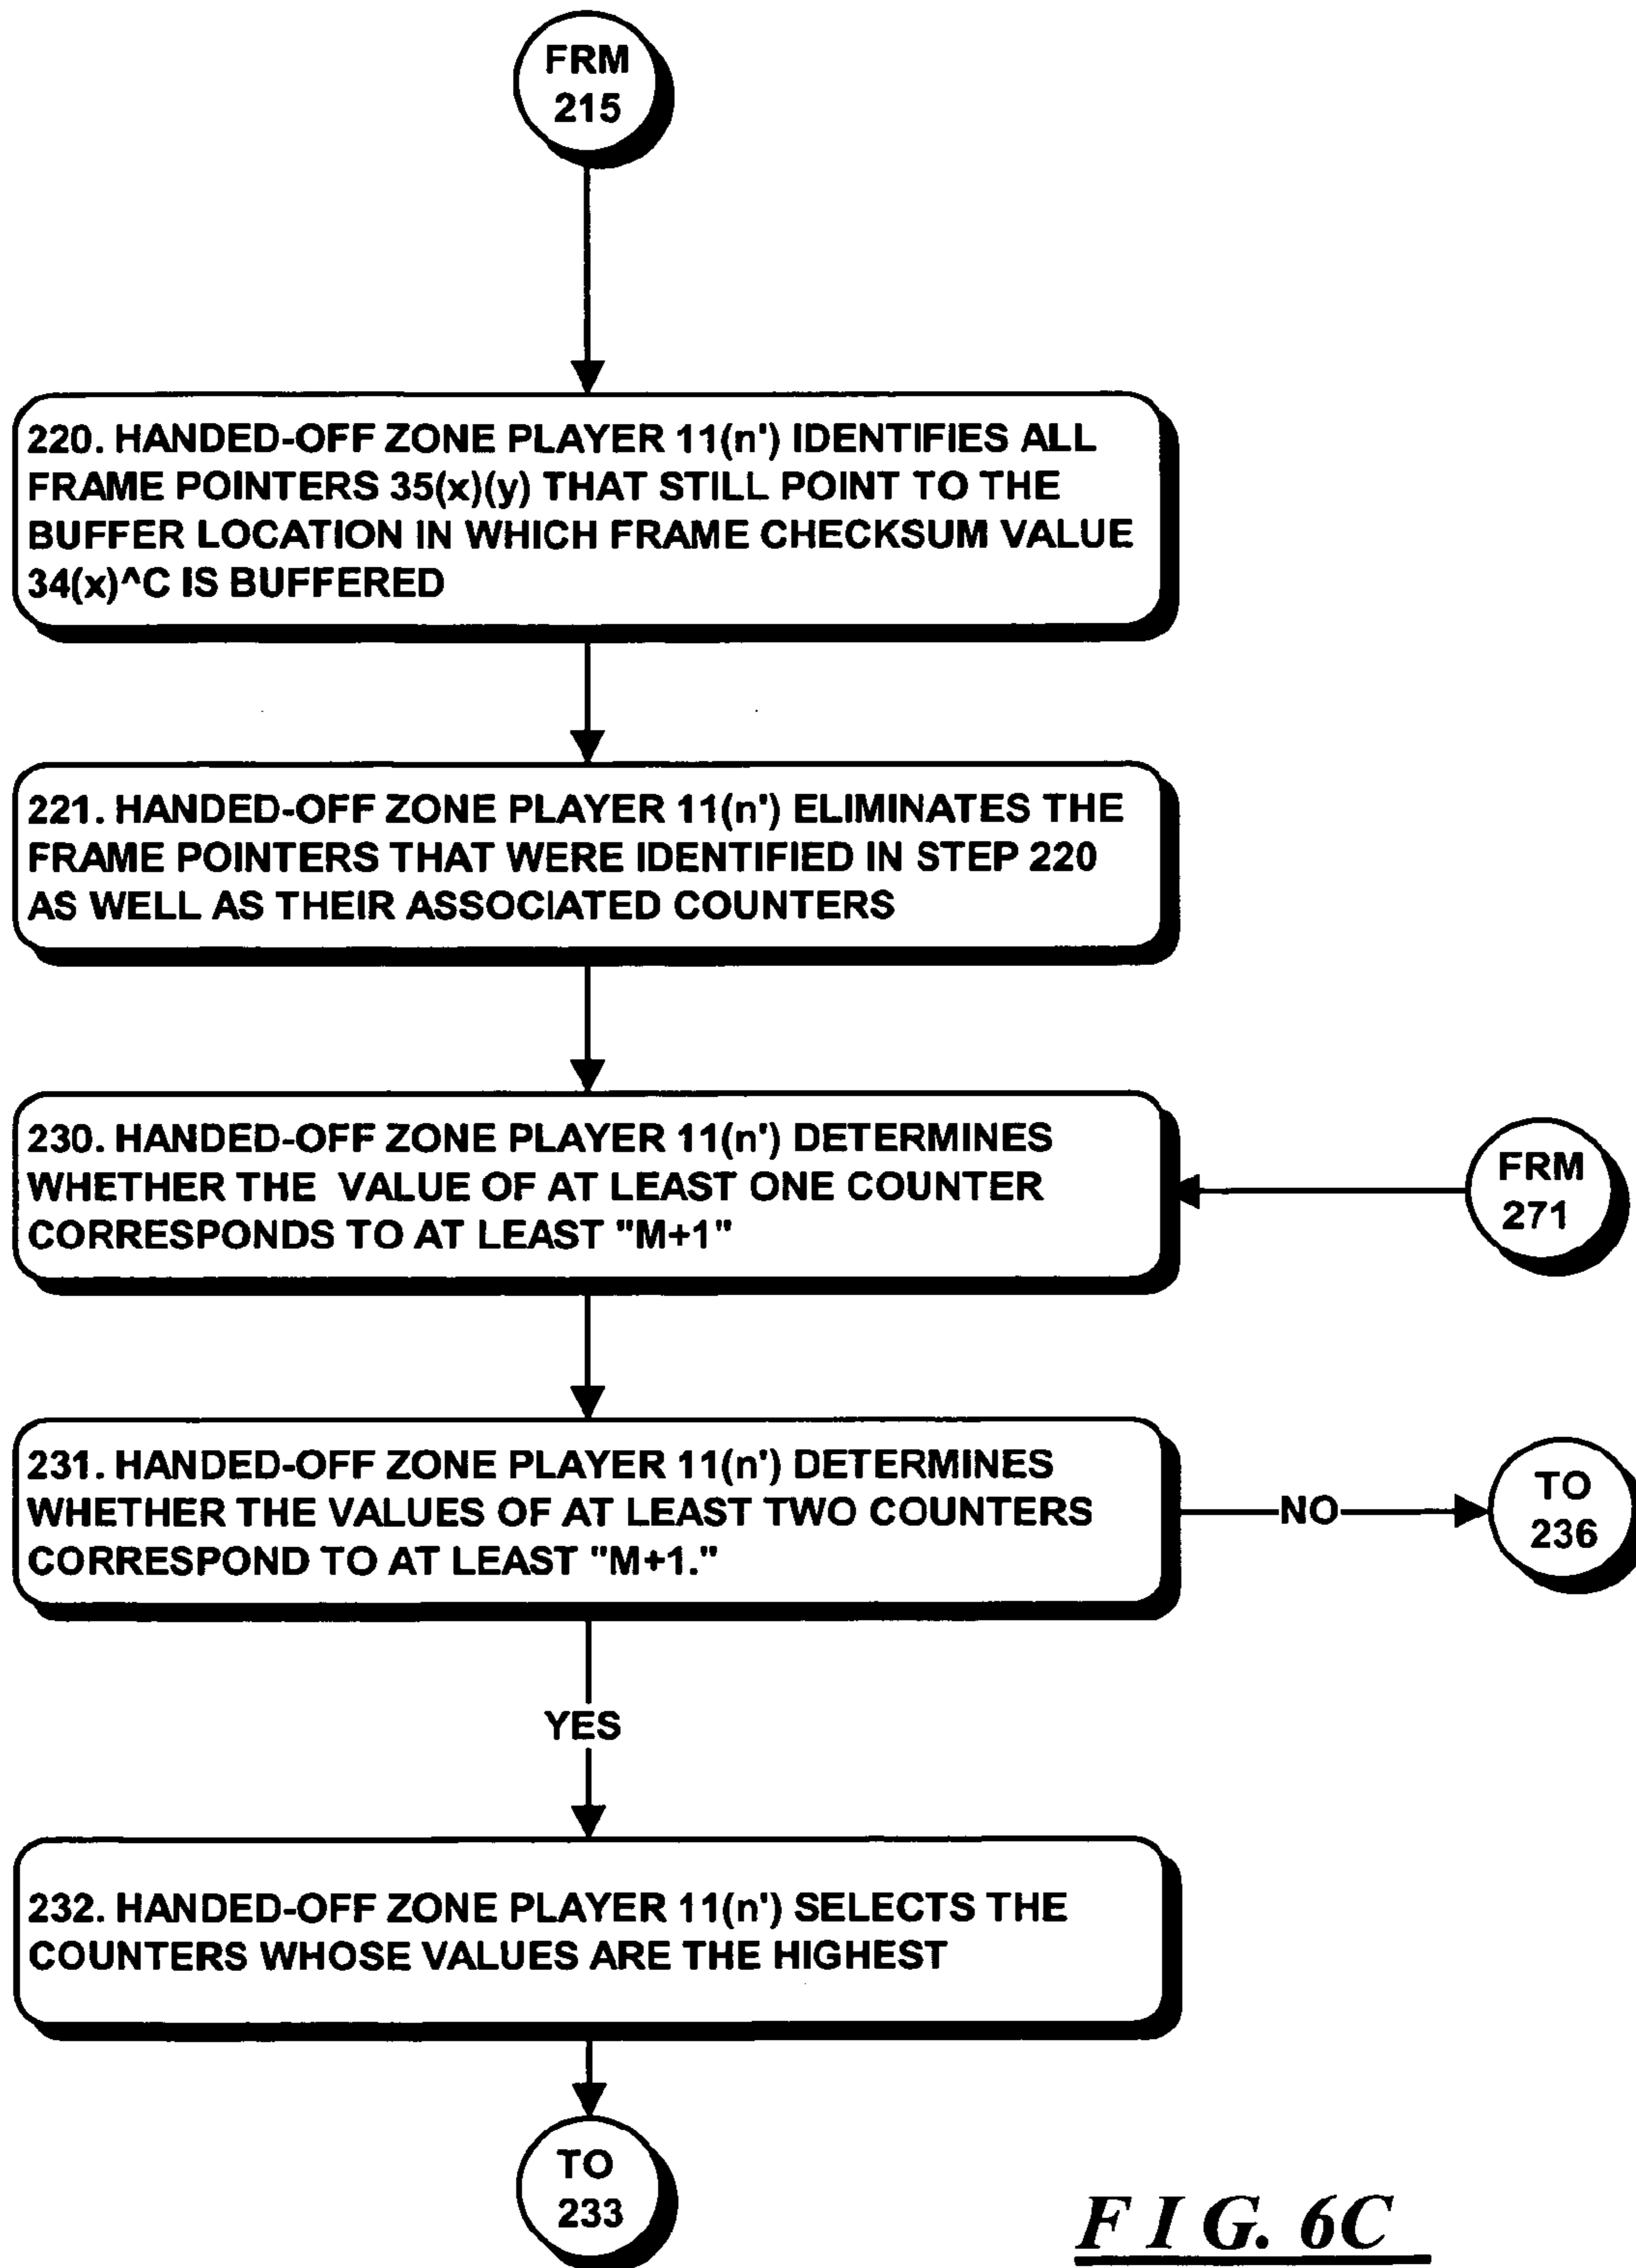 FRM
215
220. HANDED-OFF ZONE PLAYER 11(n') IDENTIFIES ALL
FRAME POINTERS 35(x)(y) THAT STILL POINT TO THE
BUFFER LOCATION IN WHICH FRAME CHECKSUM VALUE
34(x)^C IS BUFFERED
221. HANDED-OFF ZONE PLAYER 11(n') ELIMINATES THE
FRAME POINTERS THAT WERE IDENTIFIED IN STEP 220
AS WELL AS THEIR ASSOCIATED COUNTERS
230. HANDED-OFF ZONE PLAYER 11(n') DETERMINES
WHETHER THE VALUE OF AT LEAST ONE COUNTER
CORRESPONDS TO AT LEAST "M+1"
FRM
271
231. HANDED-OFF ZONE PLAYER 11(n') DETERMINES
WHETHER THE VALUES OF AT LEAST TWO COUNTERS
CORRESPOND TO AT LEAST "M+1."
NO
TO
236
YES
232. HANDED-OFF ZONE PLAYER 11(n') SELECTS THE
COUNTERS WHOSE VALUES ARE THE HIGHEST
TO
233
FIG. 6C